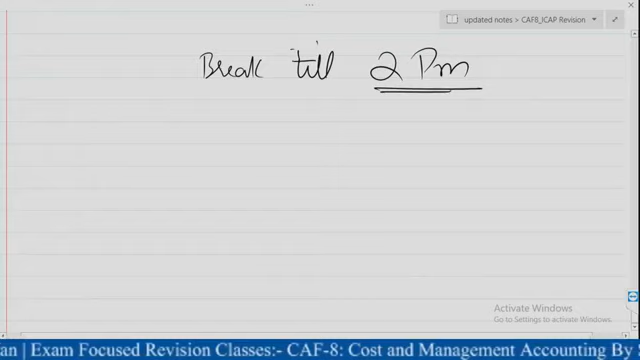 updated notes > CAF8_ICAP Revision
Break till 2 Pm
Activate Windows
Go to Settings to activate Windows.
an | Exam Focused Revision Classes:- CAF-8: Cost and Management Accounting By